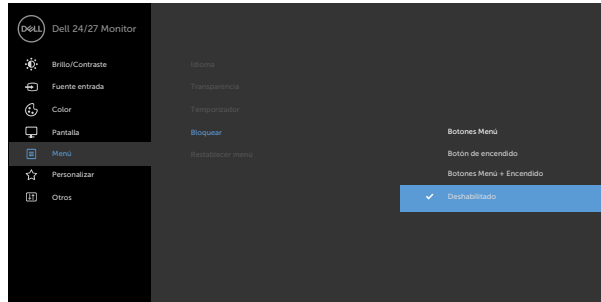 DELL
Dell 24/27 Monitor
Brillo/Contraste
Fuente entrada
Color
Pantalla
Menú
Personalizar
Otros
Idioma
Transparencia
Temporizador
Bloquear
Restablecer menú
Botones Menú
Botón de encendido
Botones Menú + Encendido
Deshabilitado